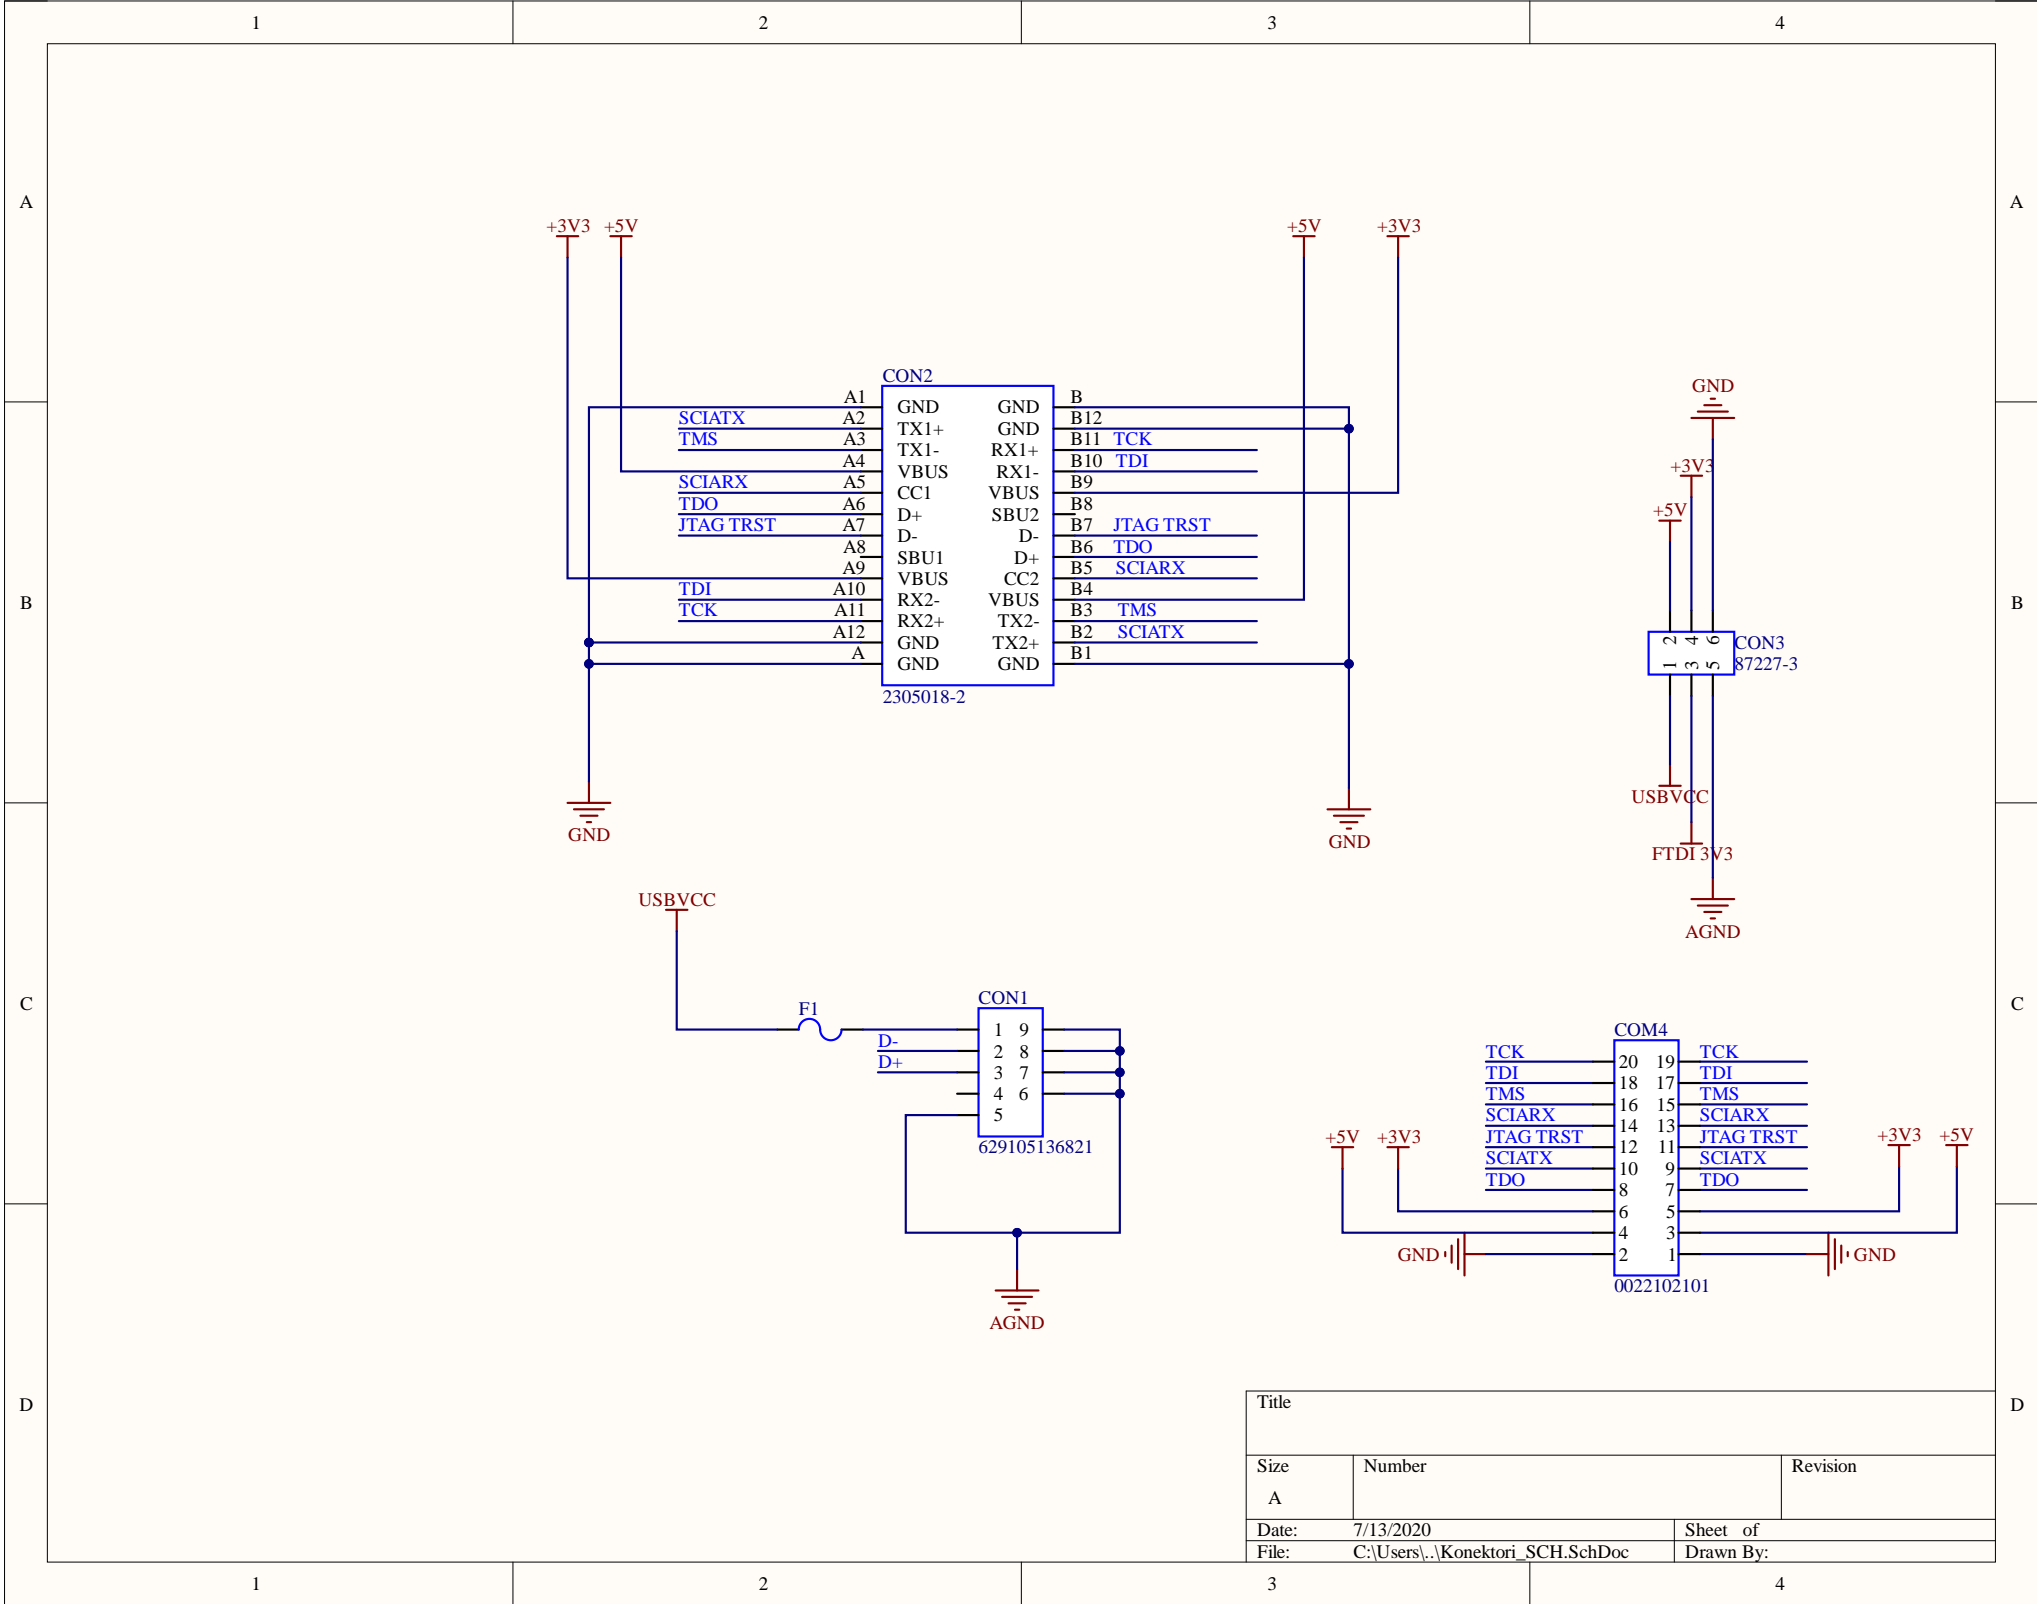 1 2 3 4
A A
+3V3 +5V +5V +3V3
CON2
A1 GND GND B
SCIATX A2 TX1+ GND B12
TMS A3 TX1- RX1+ B11 TCK
A4 VBUS RX1- B10 TDI
SCIARX A5 CC1 VBUS B9
TDO A6 D+ SBU2 B8
JTAG TRST A7 D- D- B7 JTAG TRST
A8 SBU1 D+ B6 TDO
A9 VBUS CC2 B5 SCIARX
TDI A10 RX2- VBUS B4
TCK A11 RX2+ TX2- B3 TMS
A12 GND TX2+ B2 SCIATX
A GND GND B1
2305018-2
GND GND
GND
+3V3
+5V
B B
2 4 6 CON3
1 3 5 87227-3
USBVCC
FTDI 3V3
AGND
USBVCC
C C
F1
CON1
1 9
D- 2 8
D+ 3 7
4 6
5
629105136821
AGND
COM4
TCK 20 19 TCK
TDI 18 17 TDI
TMS 16 15 TMS
SCIARX 14 13 SCIARX
+5V +3V3 JTAG TRST 12 11 JTAG TRST +3V3 +5V
SCIATX 10 9 SCIATX
TDO 8 7 TDO
6 5
4 3
GND 2 1 GND
0022102101
D D
Title
Size Number Revision
A
Date: 7/13/2020 Sheet of
File: C:\Users\..\Konektori_SCH.SchDoc Drawn By:
1 2 3 4